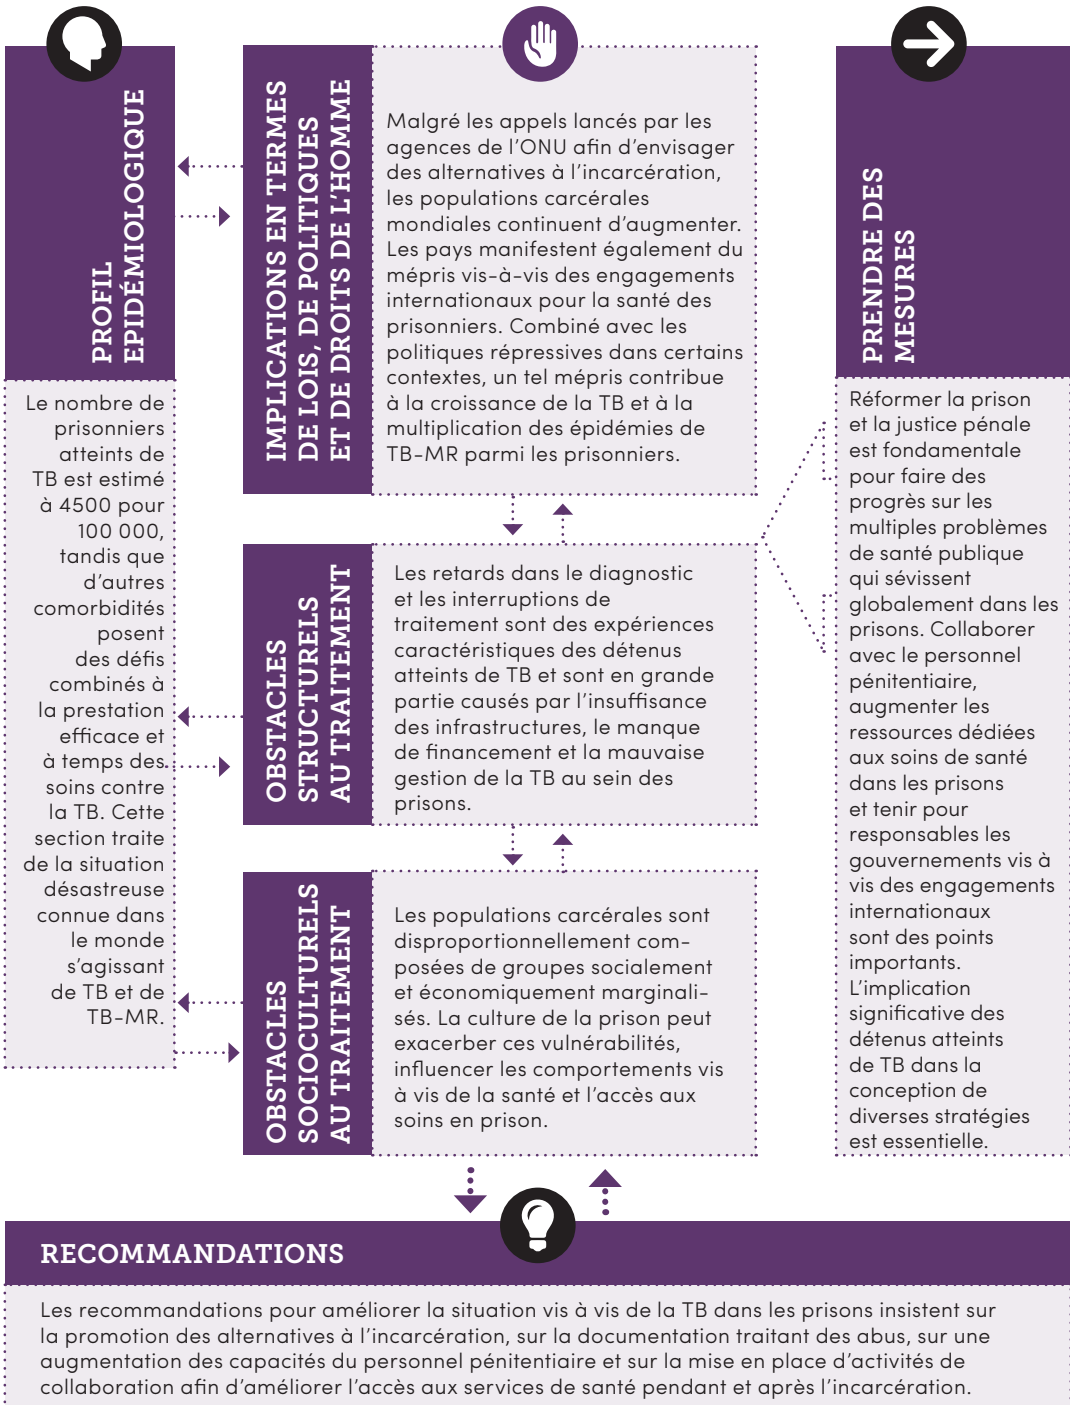 PROFIL
EPIDÉMIOLOGIQUE
Le nombre de
prisonniers
atteints de
TB est estimé
à 4500 pour
100 000,
tandis que
d'autres
comorbidités
posent
des défis
combinés à
la prestation
efficace et
à temps des
soins contre
la TB. Cette
section traite
de la situation
désastreuse
connue dans
le monde
s'agissant
de TB et de
TB-MR.
IMPLICATIONS EN TERMES
DE LOIS, DE POLITIQUES
ET DE DROITS DE L'HOMME
Malgré les appels lancés par les
agences de l'ONU afin d'envisager
des alternatives à l'incarcération,
les populations carcérales
mondiales continuent d'augmenter.
Les pays manifestent également du
mépris vis-à-vis des engagements
internationaux pour la santé des
prisonniers. Combiné avec les
politiques répressives dans certains
contextes, un tel mépris contribue
à la croissance de la TB et à la
multiplication des épidémies de
TB-MR parmi les prisonniers.
OBSTACLES
STRUCTURELS
AU TRAITEMENT
Les retards dans le diagnostic
et les interruptions de
traitement sont des expériences
caractéristiques des détenus
atteints de TB et sont en grande
partie causés par l'insuffisance
des infrastructures, le manque
de financement et la mauvaise
gestion de la TB au sein des
prisons.
OBSTACLES
SOCIOCULTURELS
AU TRAITEMENT
Les populations carcérales sont
disproportionnellement com-
posées de groupes socialement
et économiquement marginali-
sés. La culture de la prison peut
exacerber ces vulnérabilités,
influencer les comportements vis
à vis de la santé et l'accès aux
soins en prison.
PRENDRE DES
MESURES
Réformer la prison
et la justice pénale
est fondamentale
pour faire des
progrès sur les
multiples problèmes
de santé publique
qui sévissent
globalement dans les
prisons. Collaborer
avec le personnel
pénitentiaire,
augmenter les
ressources dédiées
aux soins de santé
dans les prisons
et tenir pour
responsables les
gouvernements vis à
vis des engagements
internationaux
sont des points
importants.
L'implication
significative des
détenus atteints
de TB dans la
conception de
diverses stratégies
est essentielle.
RECOMMANDATIONS
Les recommandations pour améliorer la situation vis à vis de la TB dans les prisons insistent sur
la promotion des alternatives à l'incarcération, sur la documentation traitant des abus, sur une
augmentation des capacités du personnel pénitentiaire et sur la mise en place d'activités de
collaboration afin d'améliorer l'accès aux services de santé pendant et après l'incarcération.